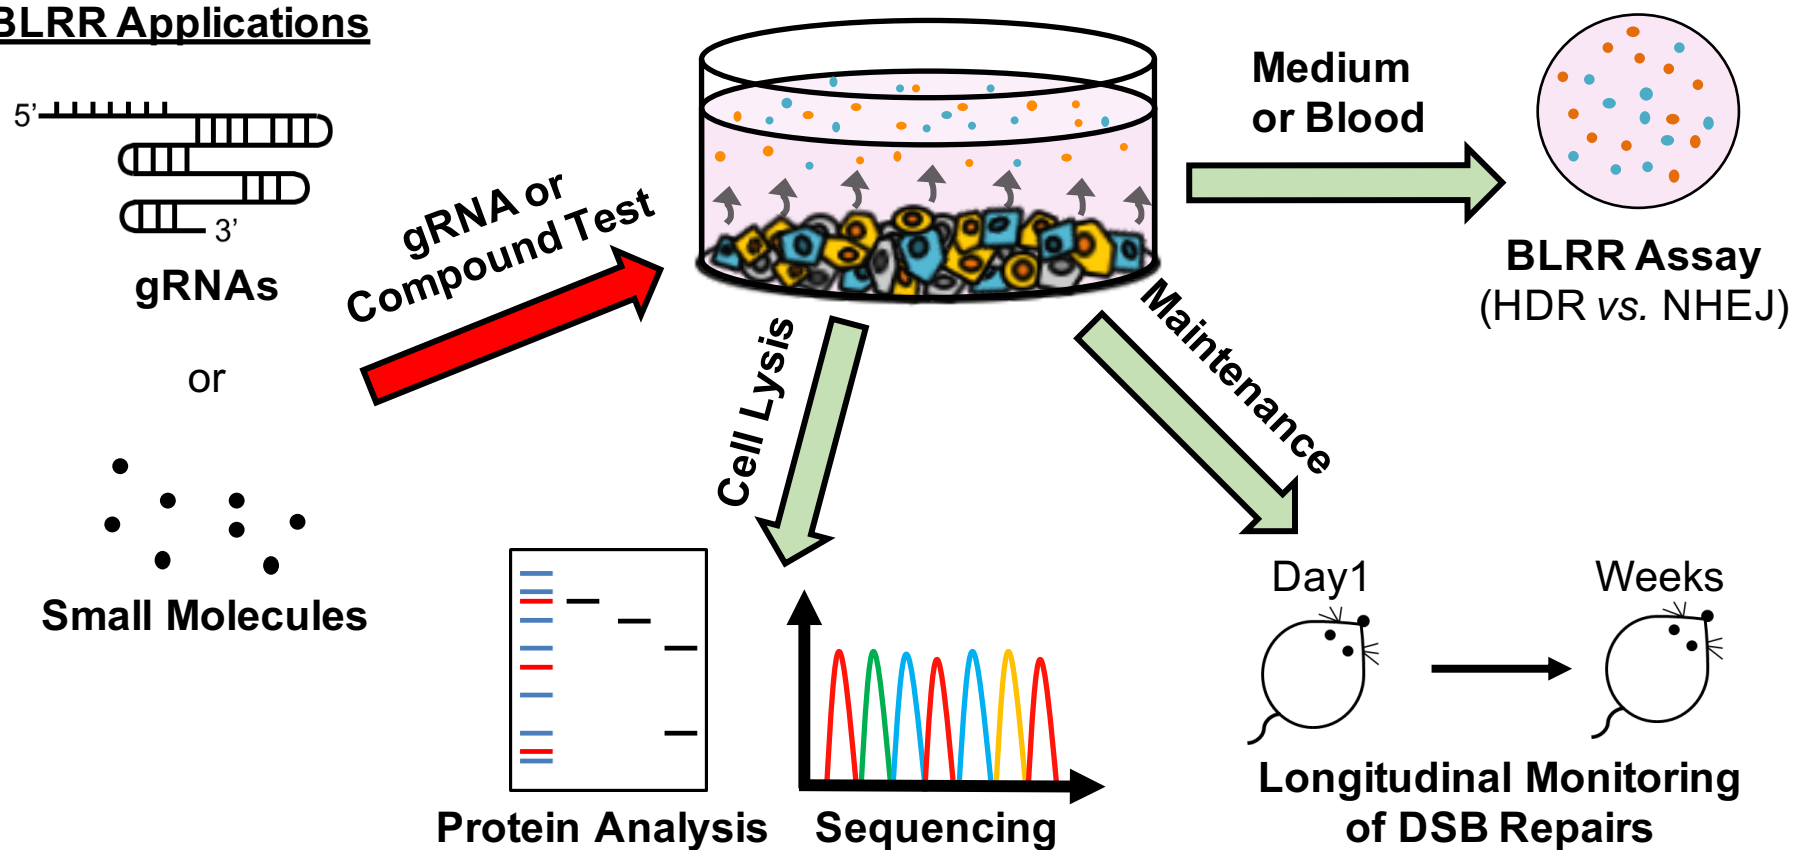 BLRR Applications
5’
3’
gRNAs
or
Small Molecules
gRNA or
Compound Test
Medium
or Blood
BLRR Assay
(HDR vs. NHEJ)
Cell Lysis
Maintenance
Protein Analysis
Sequencing
Day1
Weeks
Longitudinal Monitoring
of DSB Repairs